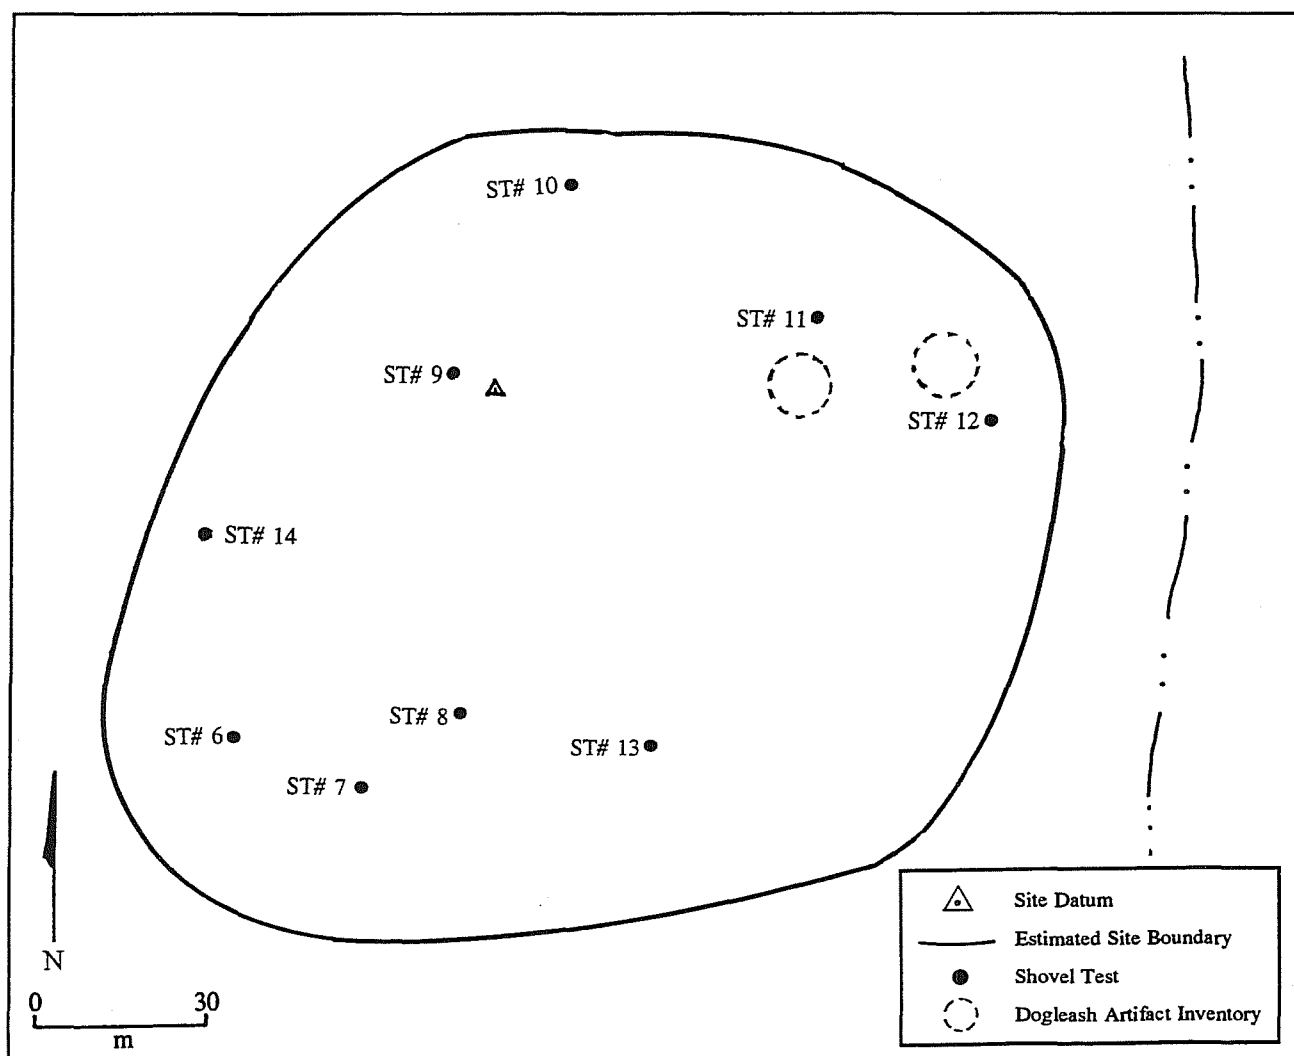 ST# 10
ST# 11
ST# 9
ST# 12
ST# 14
ST# 8
ST# 6
ST# 13
ST# 7
Site Datum
Estimated Site Boundary
Shovel Test
Dogleash Artifact Inventory
N
0 30
m